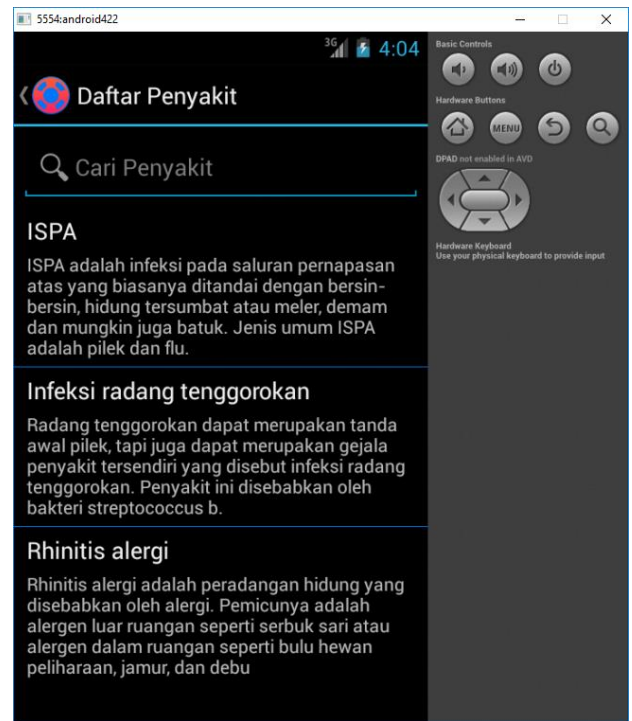 5554:android422
3G 4:04
Daftar Penyakit
Cari Penyakit
ISPA
ISPA adalah infeksi pada saluran pernapasan
atas yang biasanya ditandai dengan bersin-
bersin, hidung tersumbat atau meler, demam
dan mungkin juga batuk. Jenis umum ISPA
adalah pilek dan flu.
Infeksi radang tenggorokan
Radang tenggorokan dapat merupakan tanda
awal pilek, tapi juga dapat merupakan gejala
penyakit tersendiri yang disebut infeksi radang
tenggorokan. Penyakit ini disebabkan oleh
bakteri streptococcus b.
Rhinitis alergi
Rhinitis alergi adalah peradangan hidung yang
disebabkan oleh alergi. Pemicunya adalah
alergen luar ruangan seperti serbuk sari atau
alergen dalam ruangan seperti bulu hewan
peliharaan, jamur, dan debu
Basic Controls
Hardware Buttons
MENU
DPAD not enabled in AVD
Hardware Keyboard
Use your physical keyboard to provide input